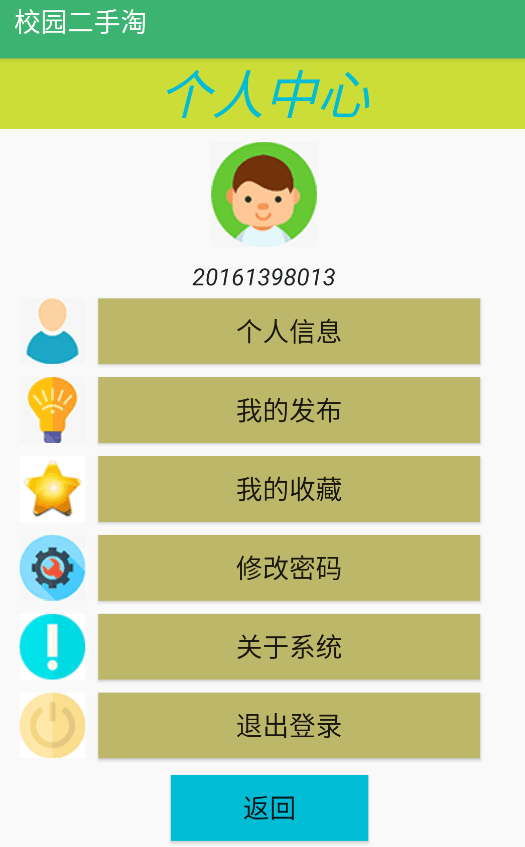 校园二手淘
个人中心
20161398013
个人信息
我的发布
我的收藏
修改密码
关于系统
退出登录
返回